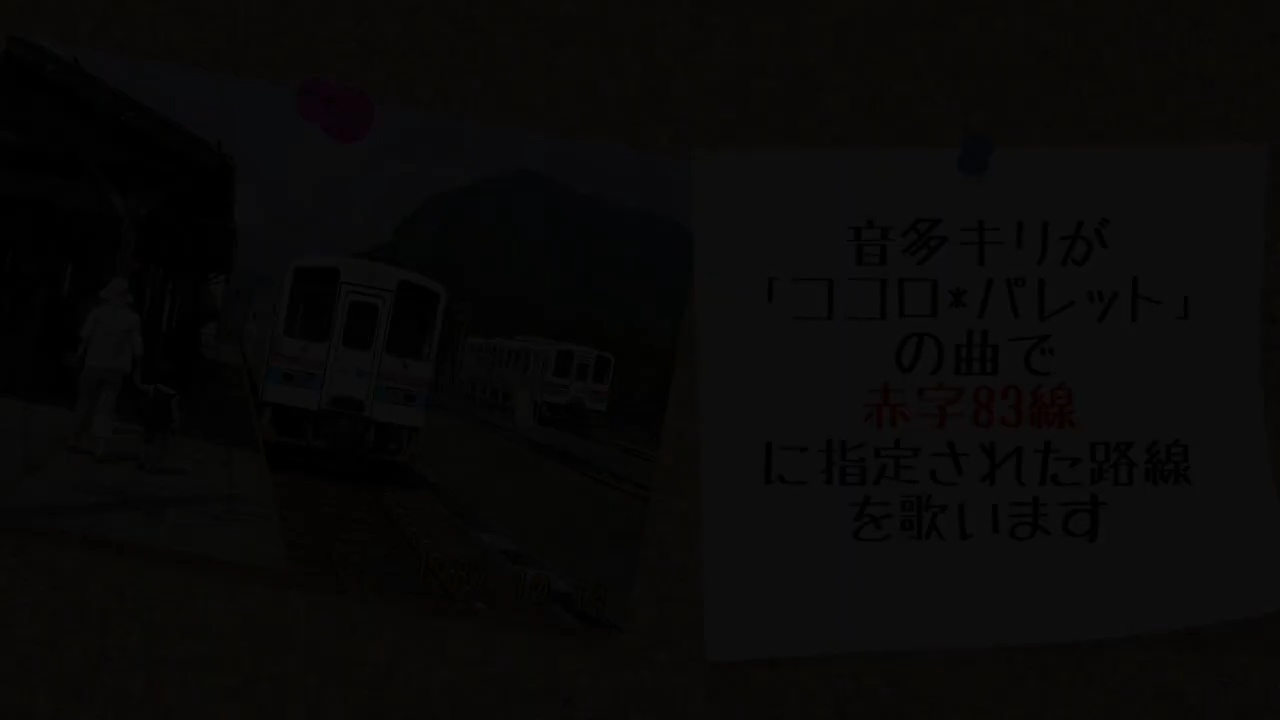 音多キリが
「ココロ*パレット」
の曲で
赤字83線
に指定された路線
を歌います